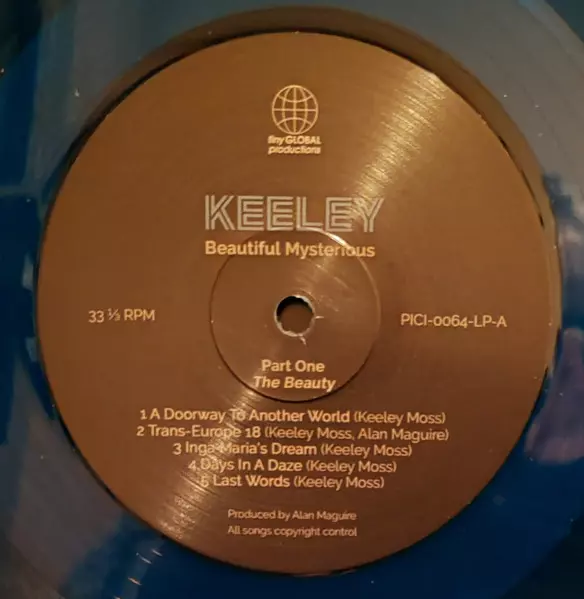 tiny GLOBAL
productions
KEELEY
Beautiful Mysterious
33 ⅓ RPM
PICI-0064-LP-A
Part One
The Beauty
1 A Doorway To Another World (Keeley Moss)
2 Trans-Europe 18 (Keeley Moss, Alan Maguire)
3 Inga-Maria's Dream (Keeley Moss)
4 Days In A Daze (Keeley Moss)
5 Last Words (Keeley Moss)
Produced by Alan Maguire
All songs copyright control